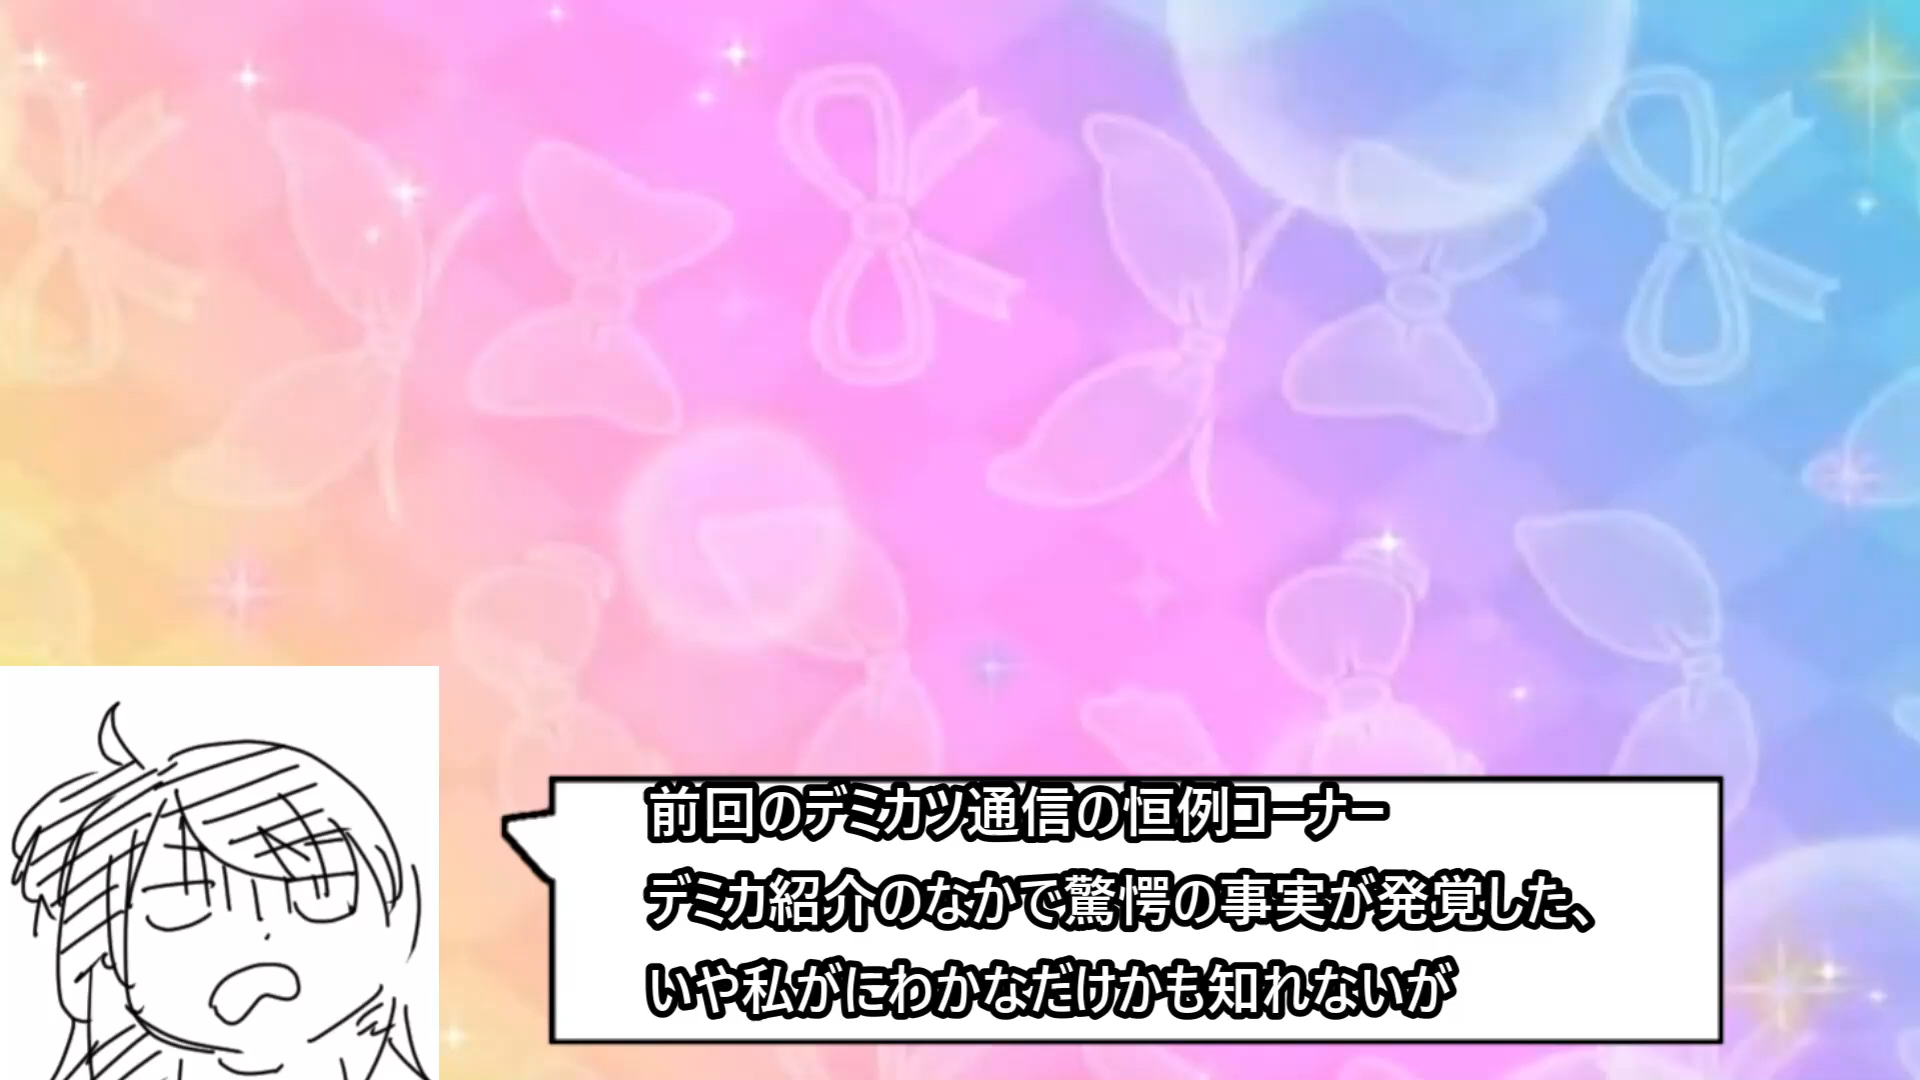 前回のデミカツ通信の恒例コーナー
デミカ紹介のなかで驚愕の事実が発覚した、
いや私がにわかなだけかも知れないが